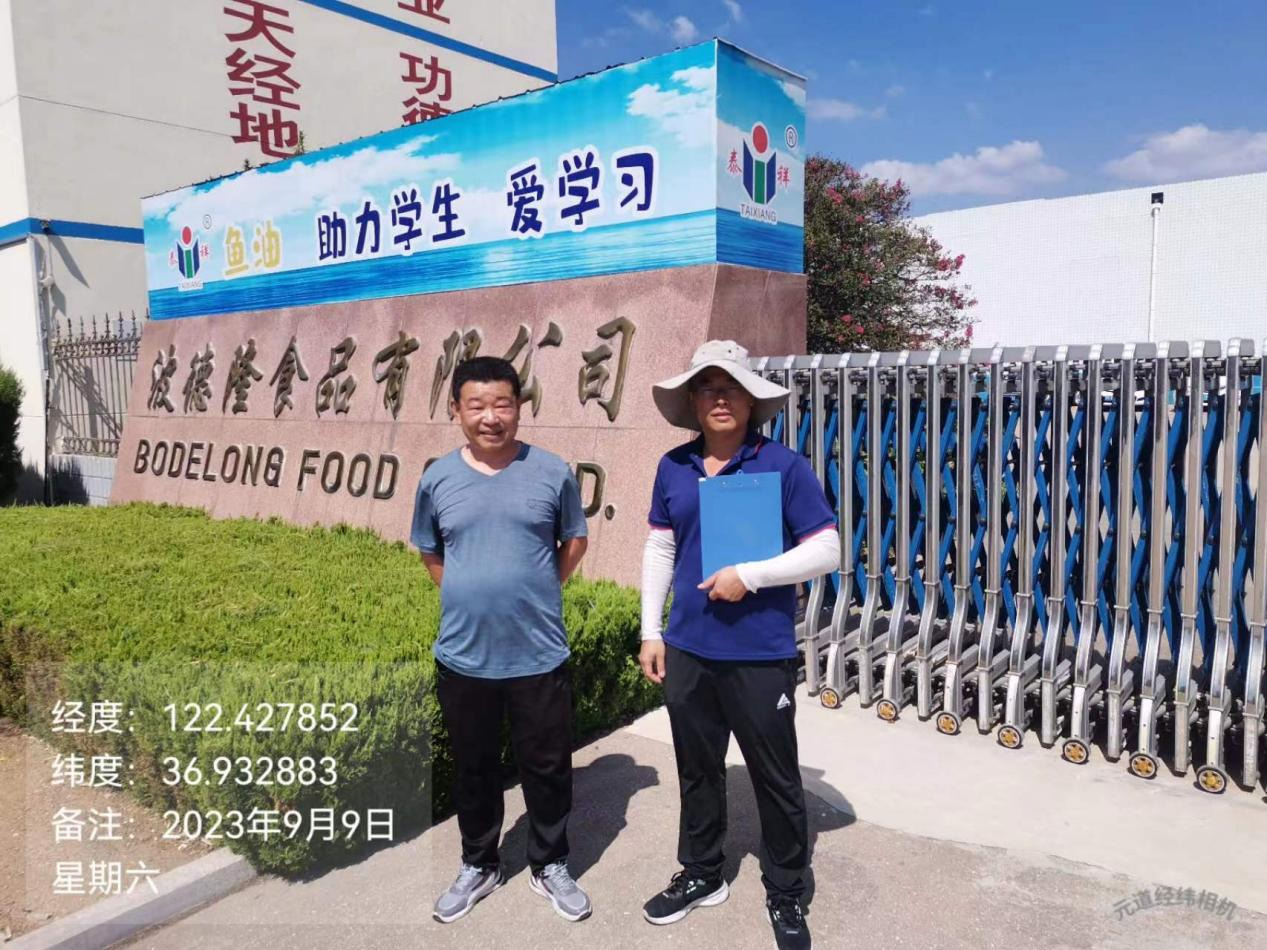 天经地
业 功德
泰祥
®
TAIXIANG
鱼油 助力学生 爱学习
泰祥
®
TAIXIANG
波德隆食品有限公司
BODELONG FOOD
D.
经度: 122.427852
纬度: 36.932883
备注: 2023年9月9日
星期六
元道经纬相机